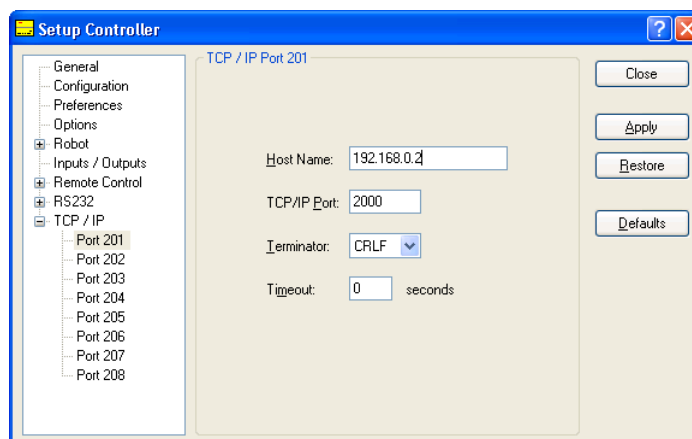 Setup Controller
General
Configuration
Preferences
Options
Robot
Inputs / Outputs
Remote Control
RS232
TCP / IP
Port 201
Port 202
Port 203
Port 204
Port 205
Port 206
Port 207
Port 208
TCP / IP Port 201
Host Name: 192.168.0.2
TCP/IP Port: 2000
Terminator: CRLF
Timeout: 0 seconds
Close
Apply
Restore
Defaults